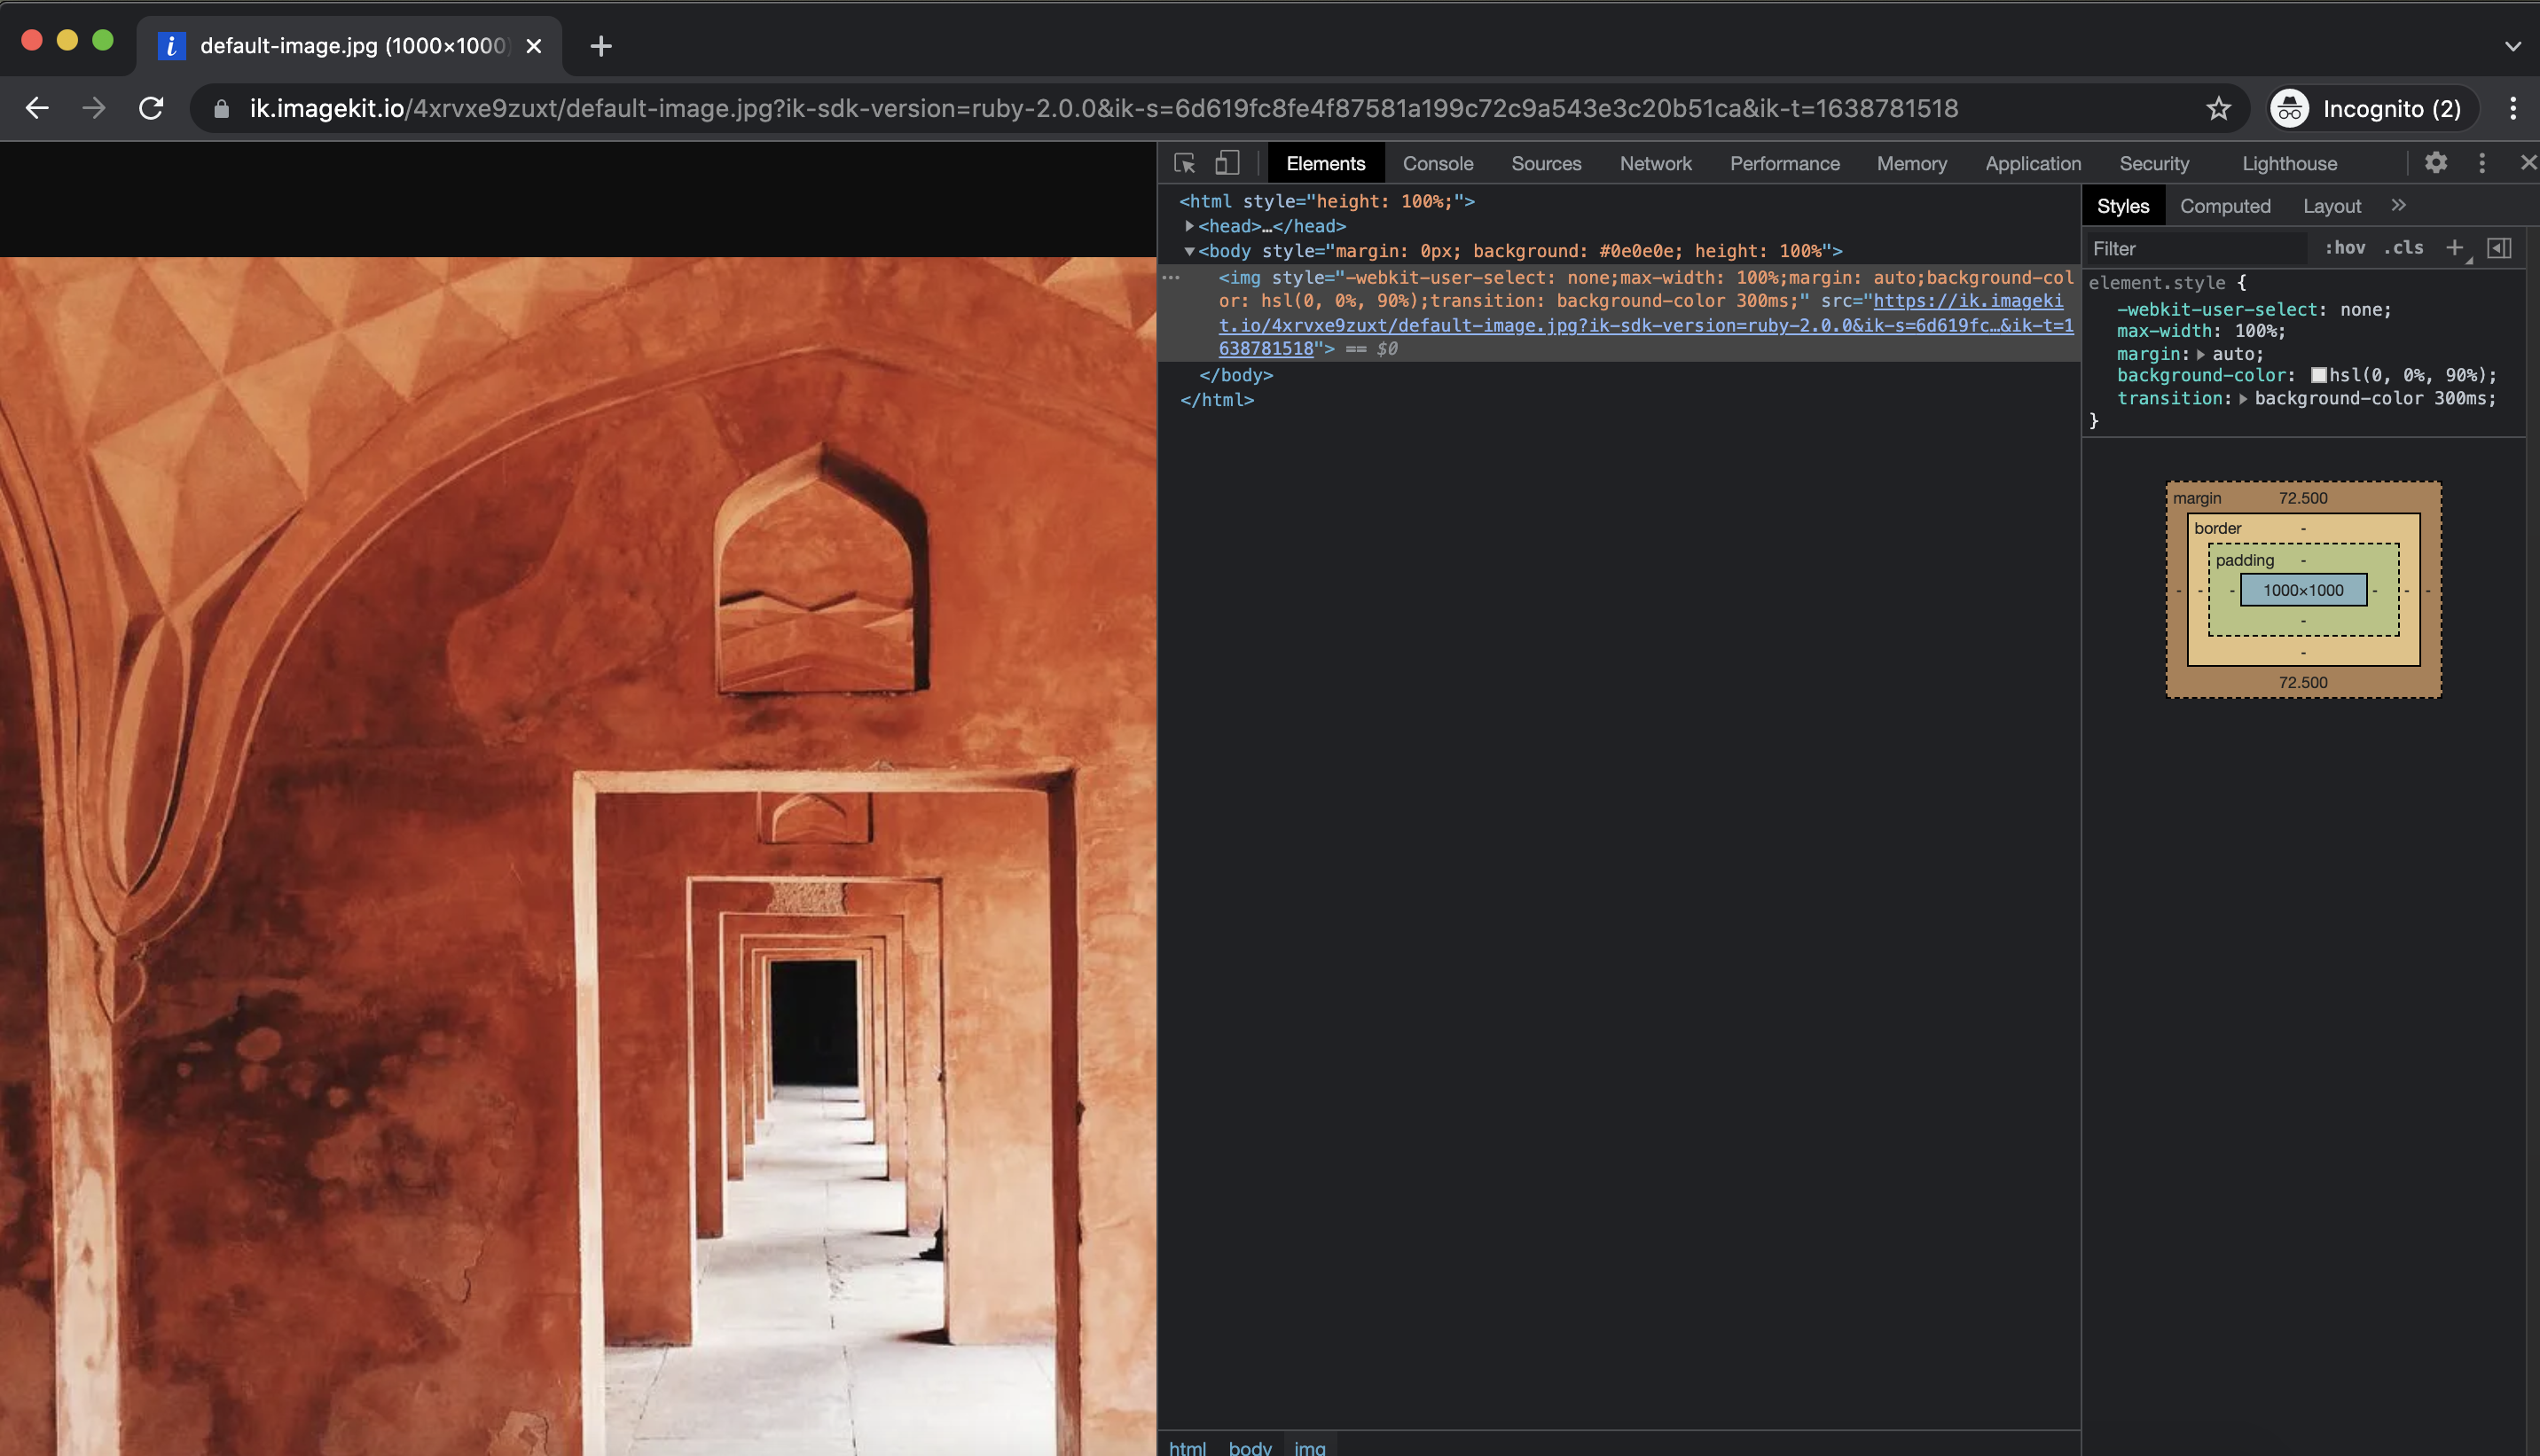 i default-image.jpg (1000×1000)
ik.imagekit.io/4xrvxe9zuxt/default-image.jpg?ik-sdk-version=ruby-2.0.0&ik-s=6d619fc8fe4f87581a199c72c9a543e3c20b51ca&ik-t=1638781518 Incognito (2)
Elements Console Sources Network Performance Memory Application Security Lighthouse
<html style="height: 100%;">
<head>…</head>
<body style="margin: 0px; background: #0e0e0e; height: 100%">
<img style="-webkit-user-select: none;max-width: 100%;margin: auto;background-col
or: hsl(0, 0%, 90%);transition: background-color 300ms;" src="https://ik.imageki
t.io/4xrvxe9zuxt/default-image.jpg?ik-sdk-version=ruby-2.0.0&ik-s=6d619fc…&ik-t=1
638781518"> == $0
</body>
</html>
html body img
Styles Computed Layout »
Filter :hov .cls +
element.style {
-webkit-user-select: none;
max-width: 100%;
margin: auto;
background-color: hsl(0, 0%, 90%);
transition: background-color 300ms;
}
margin 72.500
border -
padding -
- - - 1000×1000 - - -
-
-
72.500